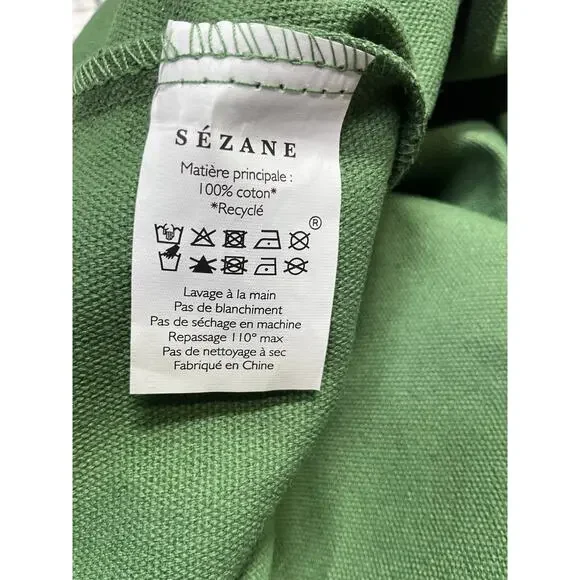 SÉZANE
Matière principale :
100% coton*
*Recyclé
®
Lavage à la main
Pas de blanchiment
Pas de séchage en machine
Repassage 110° max
Pas de nettoyage à sec
Fabriqué en Chine